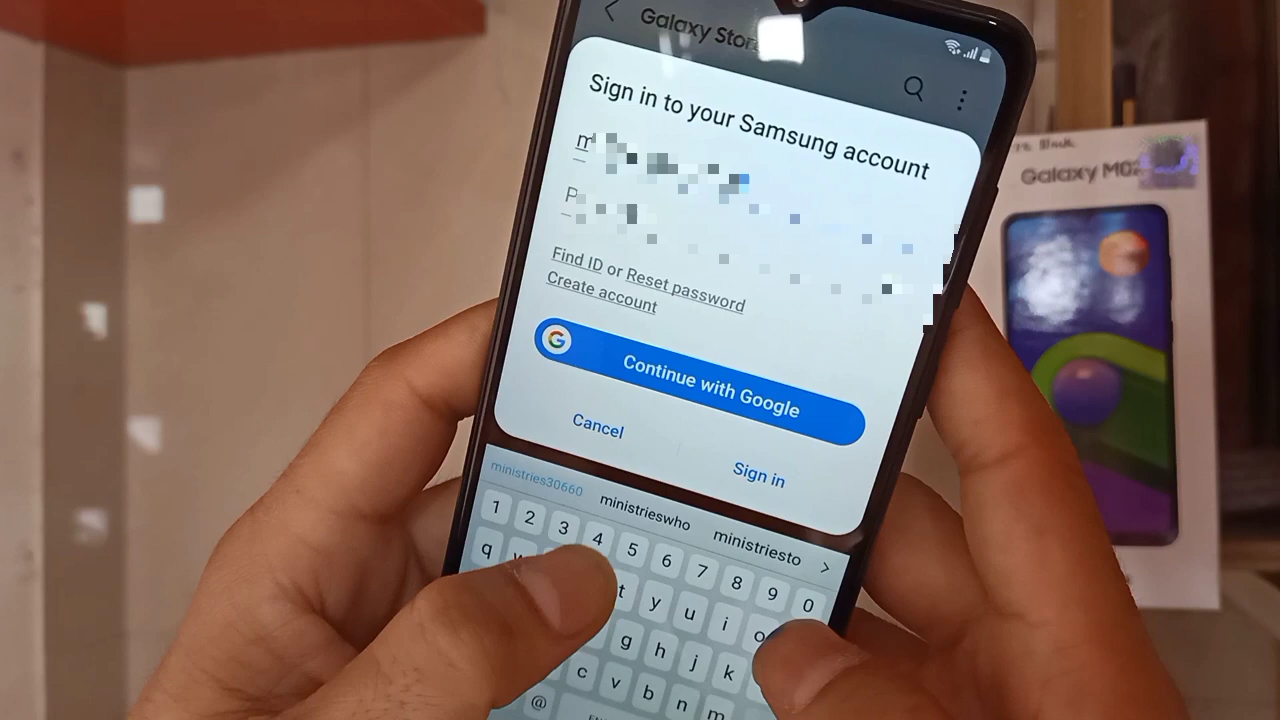 Galaxy Store
Sign in to your Samsung account
Find ID or Reset password
Create account
G Continue with Google
Cancel
Sign in
ministries30660 ministrieswho ministriesto >
1 2 3 4 5 6 7 8 9 0
q t y u i o
g h j k
c v b n m
@
Galaxy M02